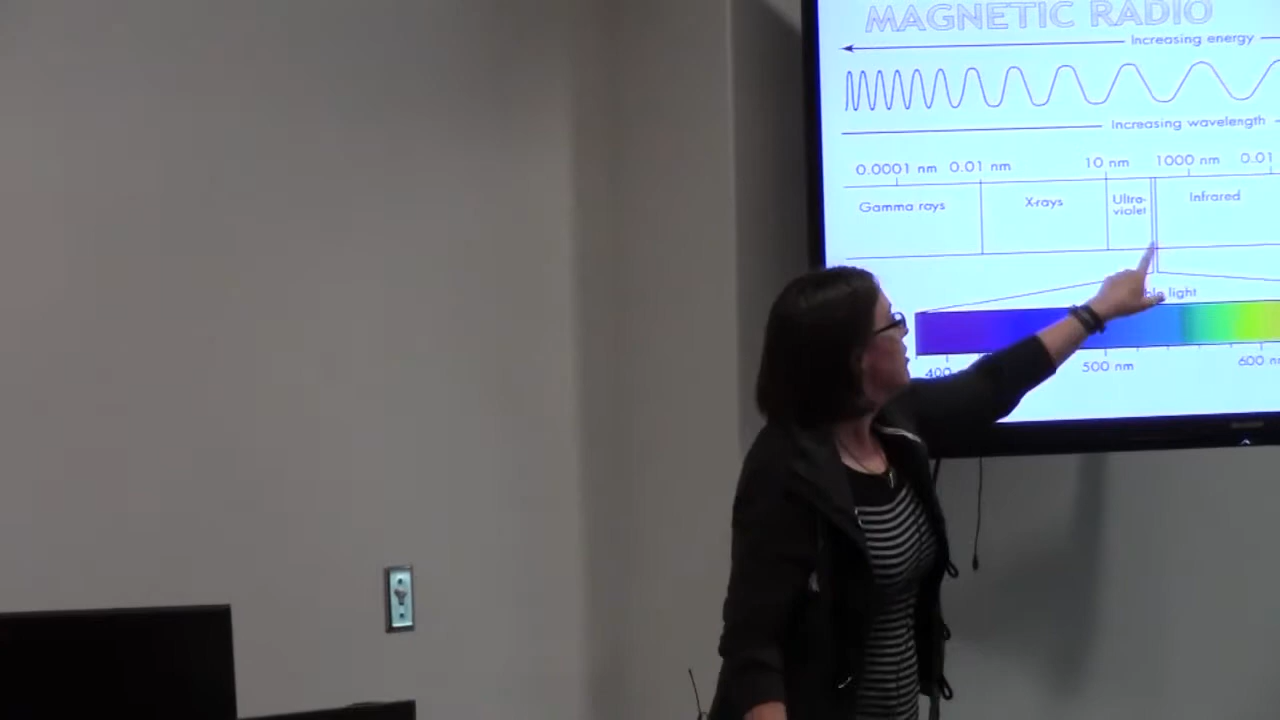 MAGNETIC RADIO
Increasing energy
Increasing wavelength
0.0001 nm 0.01 nm 10 nm 1000 nm 0.01
Gamma rays X-rays Ultra-violet Infrared
light
400 500 nm 600